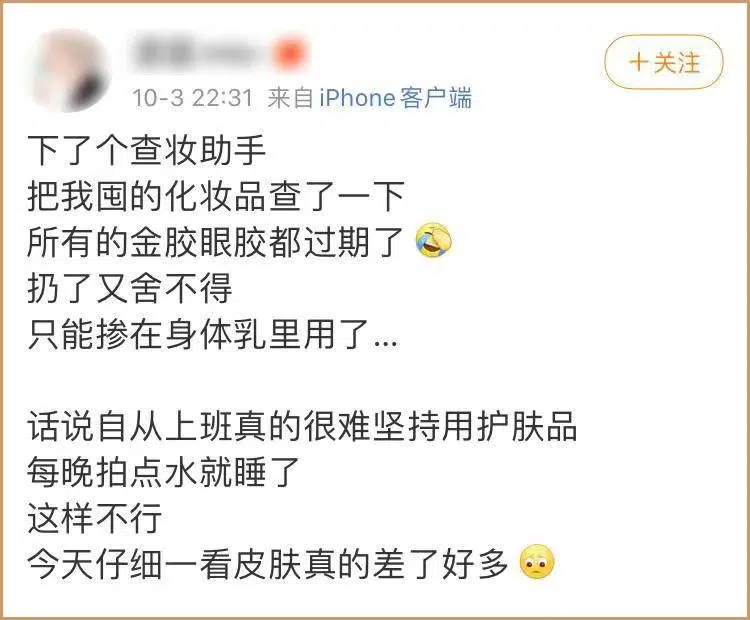 +关注
10-3 22:31 来自 iPhone客户端
下了个查妆助手
把我囤的化妆品查了一下
所有的金胶眼胶都过期了🤣
扔了又舍不得
只能掺在身体乳里用了...
话说自从上班真的很难坚持用护肤品
每晚拍点水就睡了
这样不行
今天仔细一看皮肤真的差了好多🥺